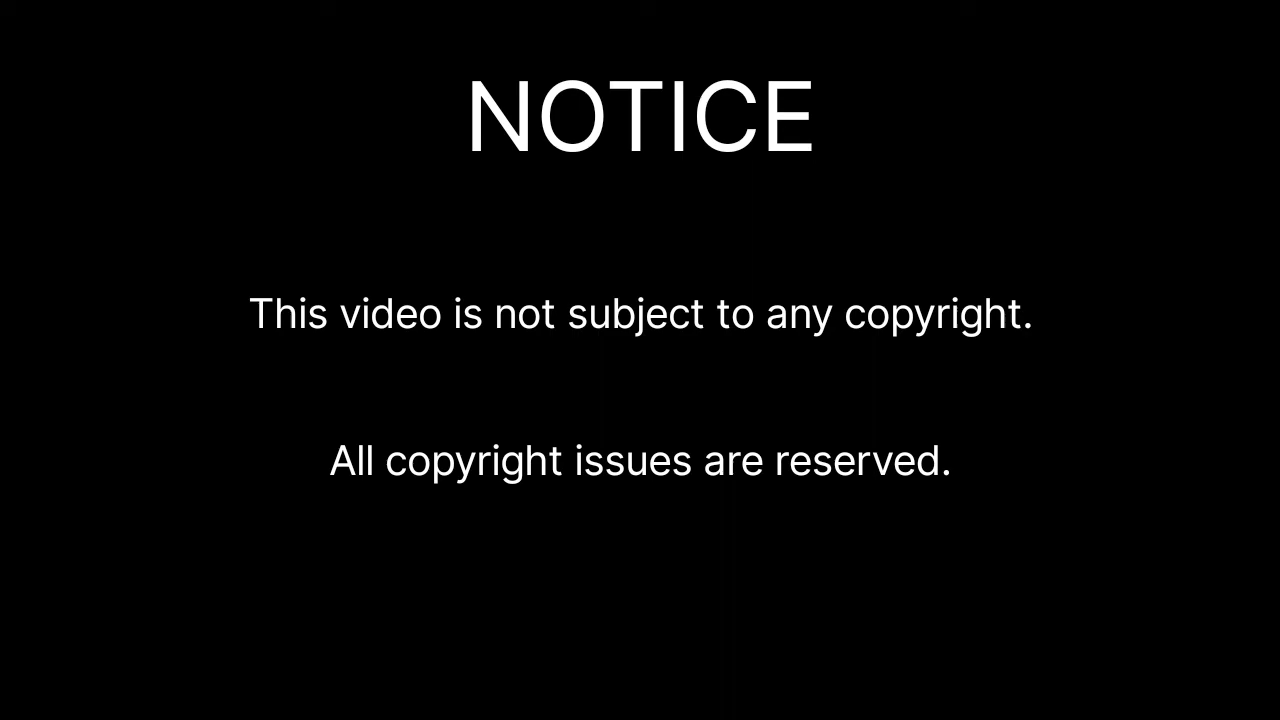 NOTICE
This video is not subject to any copyright.
All copyright issues are reserved.